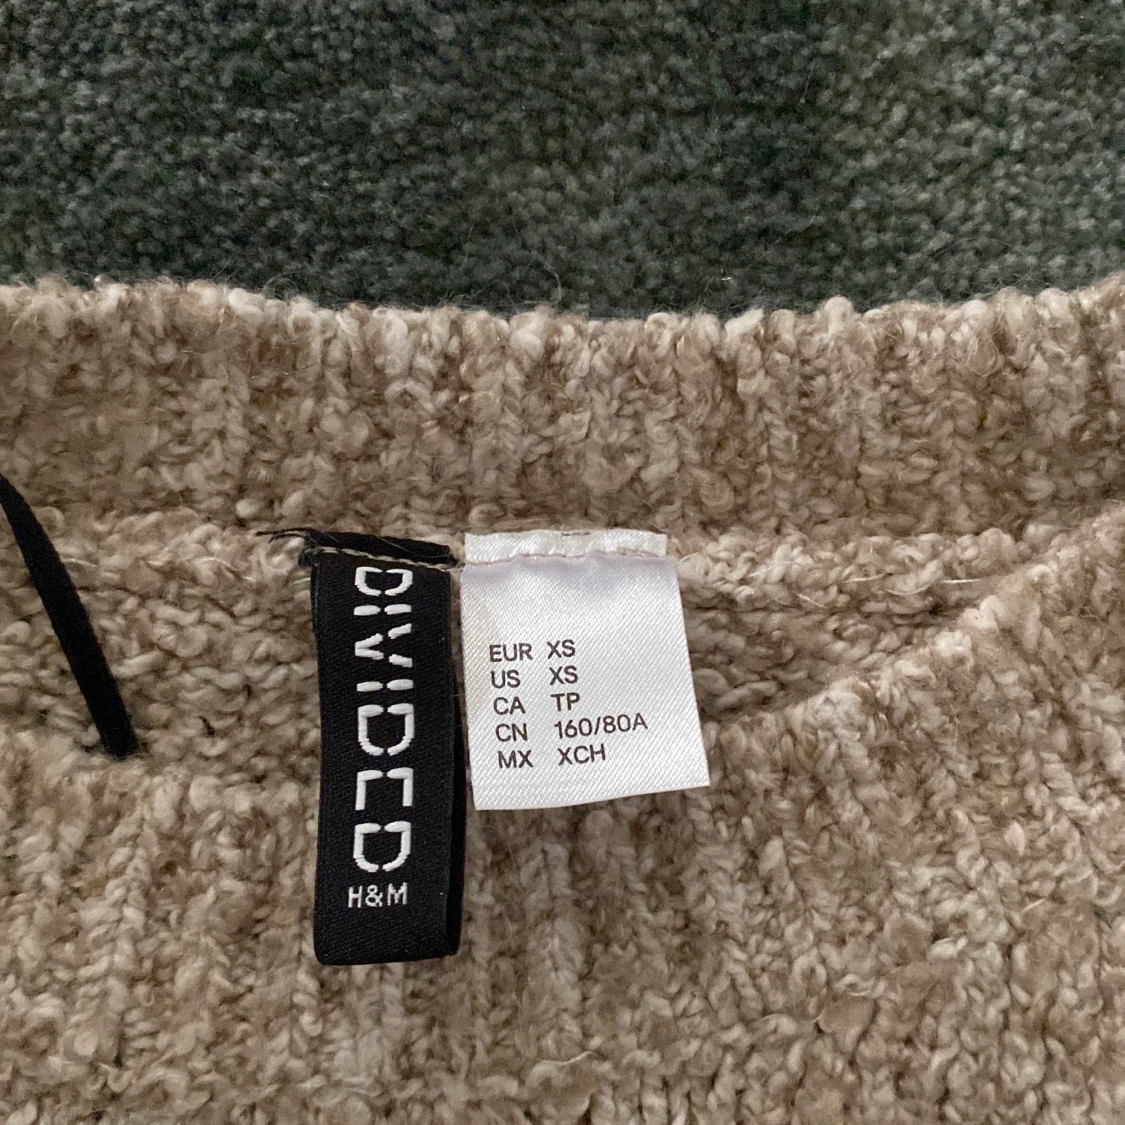 DIVIDED
H&M
EUR XS
US XS
CA TP
CN 160/80A
MX XCH